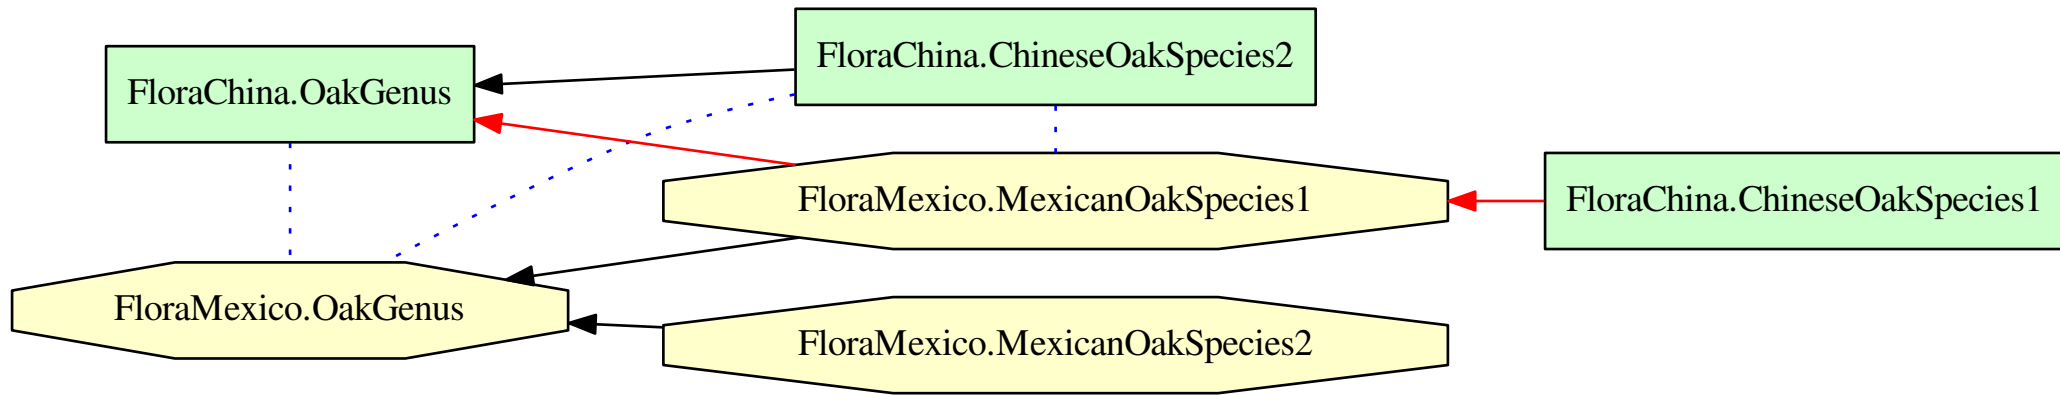 FloraChina.ChineseOakSpecies2
FloraChina.OakGenus
FloraMexico.MexicanOakSpecies1
FloraChina.ChineseOakSpecies1
FloraMexico.OakGenus
FloraMexico.MexicanOakSpecies2